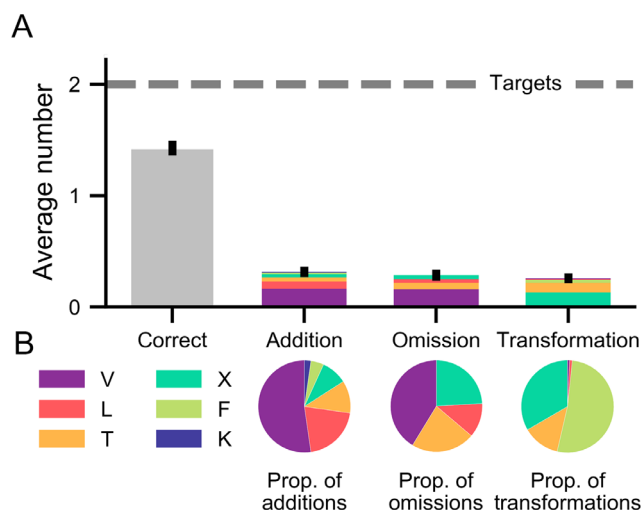 A
Average number
2
1
0
Targets
Correct Addition Omission Transformation
B
V X
L F
T K
Prop. of additions
Prop. of omissions
Prop. of transformations